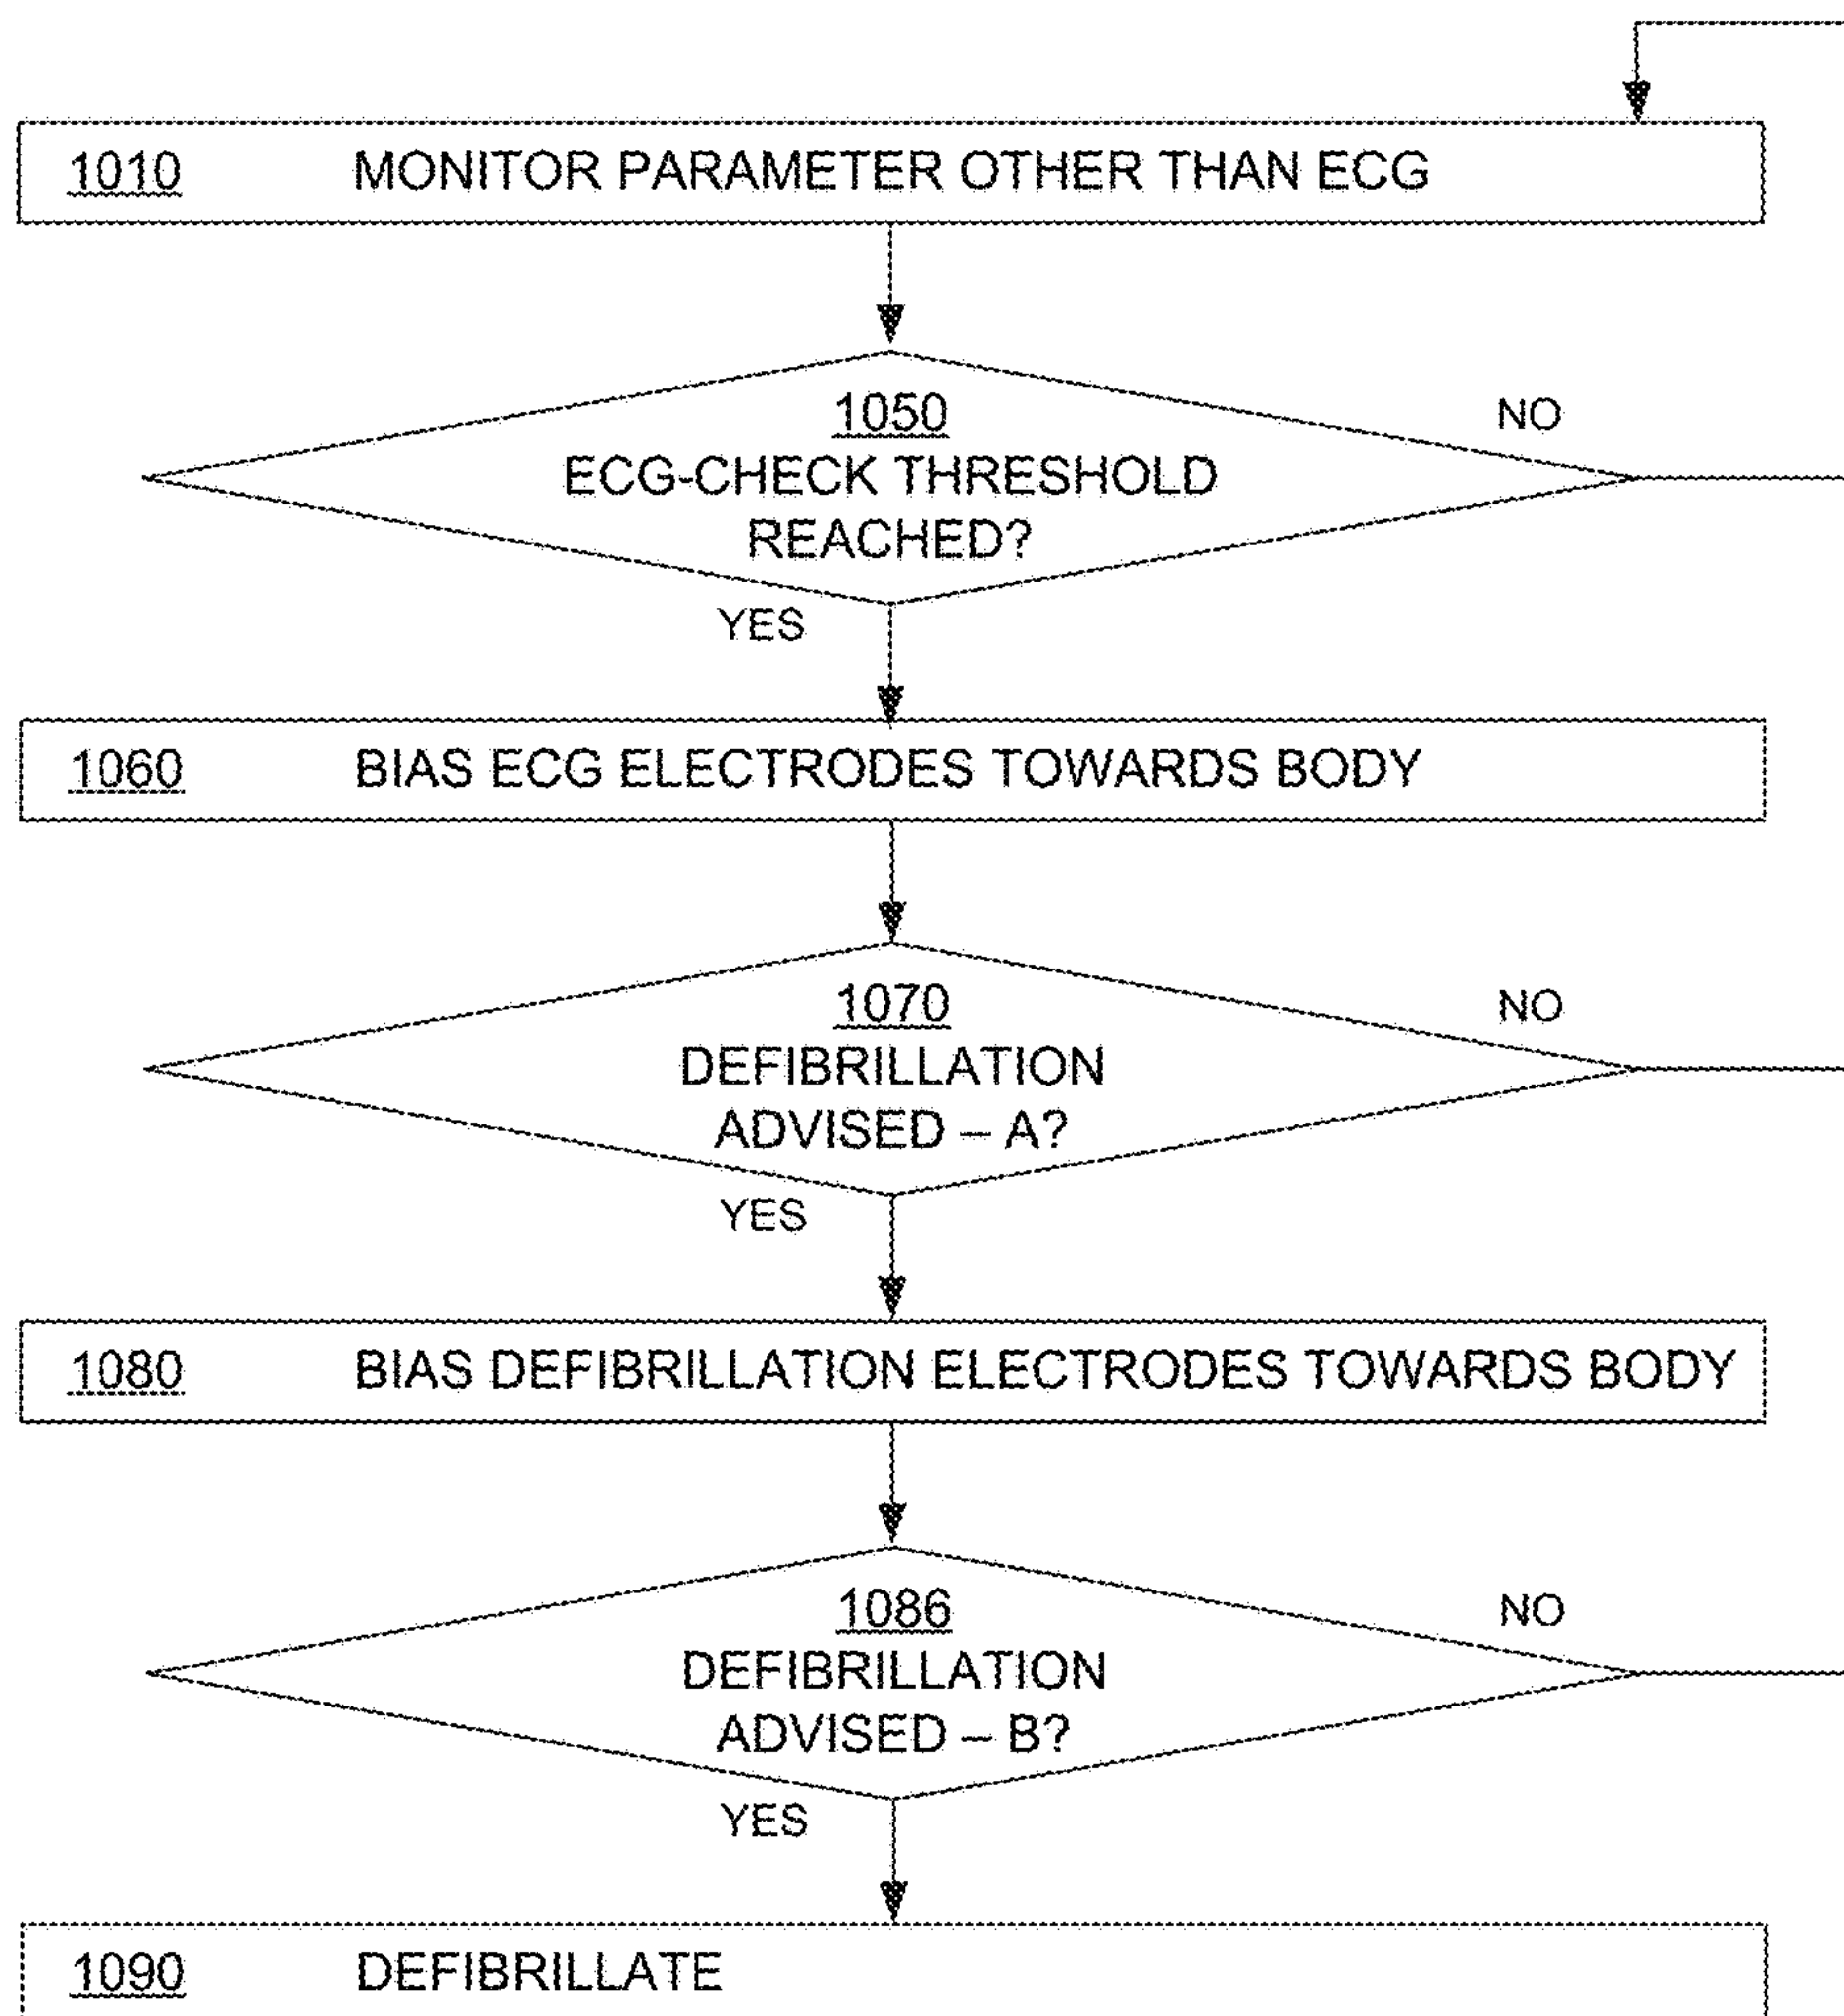 1010 MONITOR PARAMETER OTHER THAN ECG
1050
ECG-CHECK THRESHOLD
REACHED?
NO
YES
1060 BIAS ECG ELECTRODES TOWARDS BODY
1070
DEFIBRILLATION
ADVISED – A?
NO
YES
1080 BIAS DEFIBRILLATION ELECTRODES TOWARDS BODY
1086
DEFIBRILLATION
ADVISED – B?
NO
YES
1090 DEFIBRILLATE